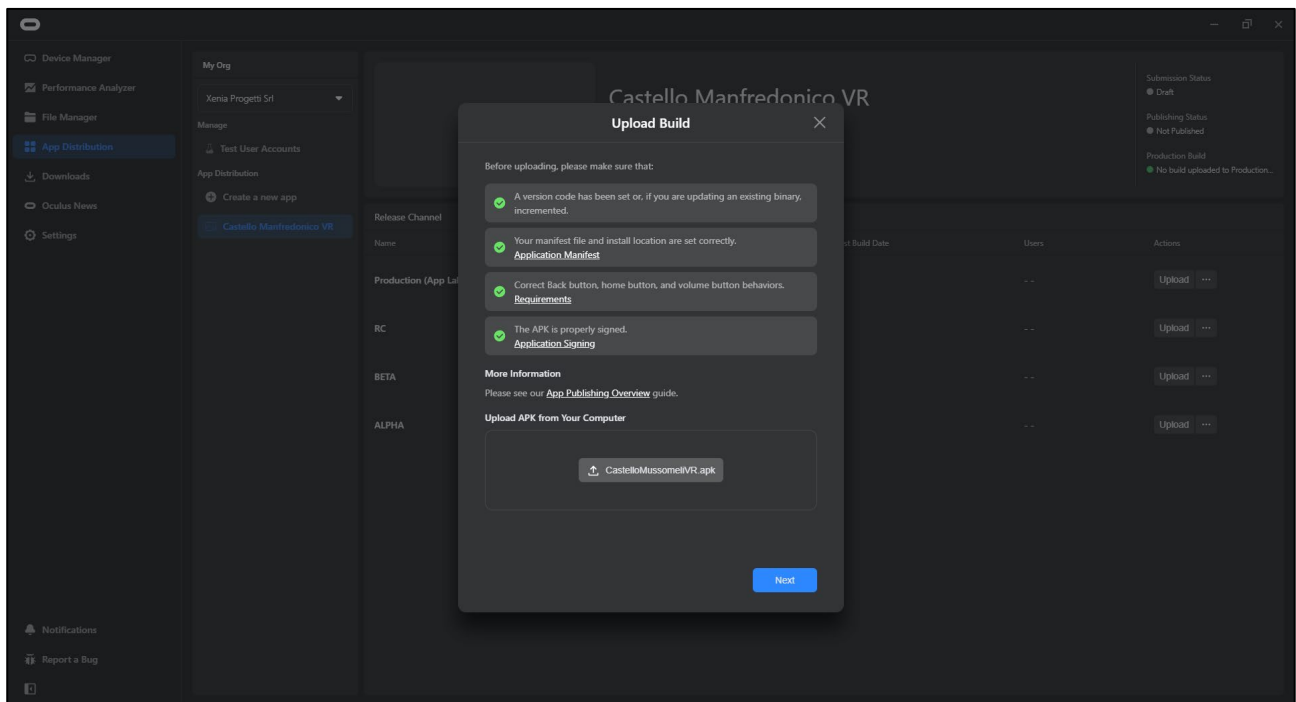 Device Manager
Performance Analyzer
File Manager
App Distribution
Downloads
Oculus News
Settings
Notifications
Report a Bug
My Org
Xenia Progetti Srl
Manage
Test User Accounts
App Distribution
Create a new app
Castello Manfredonico VR
Castello Manfredonico VR
Submission Status
Draft
Publishing Status
Not Published
Production Build
No build uploaded to Production...
Release Channel
Name
st Build Date
Users
Actions
Production (App Lal
- -
Upload
RC
- -
Upload
BETA
- -
Upload
ALPHA
- -
Upload
Upload Build
Before uploading, please make sure that:
A version code has been set or, if you are updating an existing binary,
incremented.
Your manifest file and install location are set correctly.
Application Manifest
Correct Back button, home button, and volume button behaviors.
Requirements
The APK is properly signed.
Application Signing
More Information
Please see our App Publishing Overview guide.
Upload APK from Your Computer
CastelloMussomeliVR.apk
Next